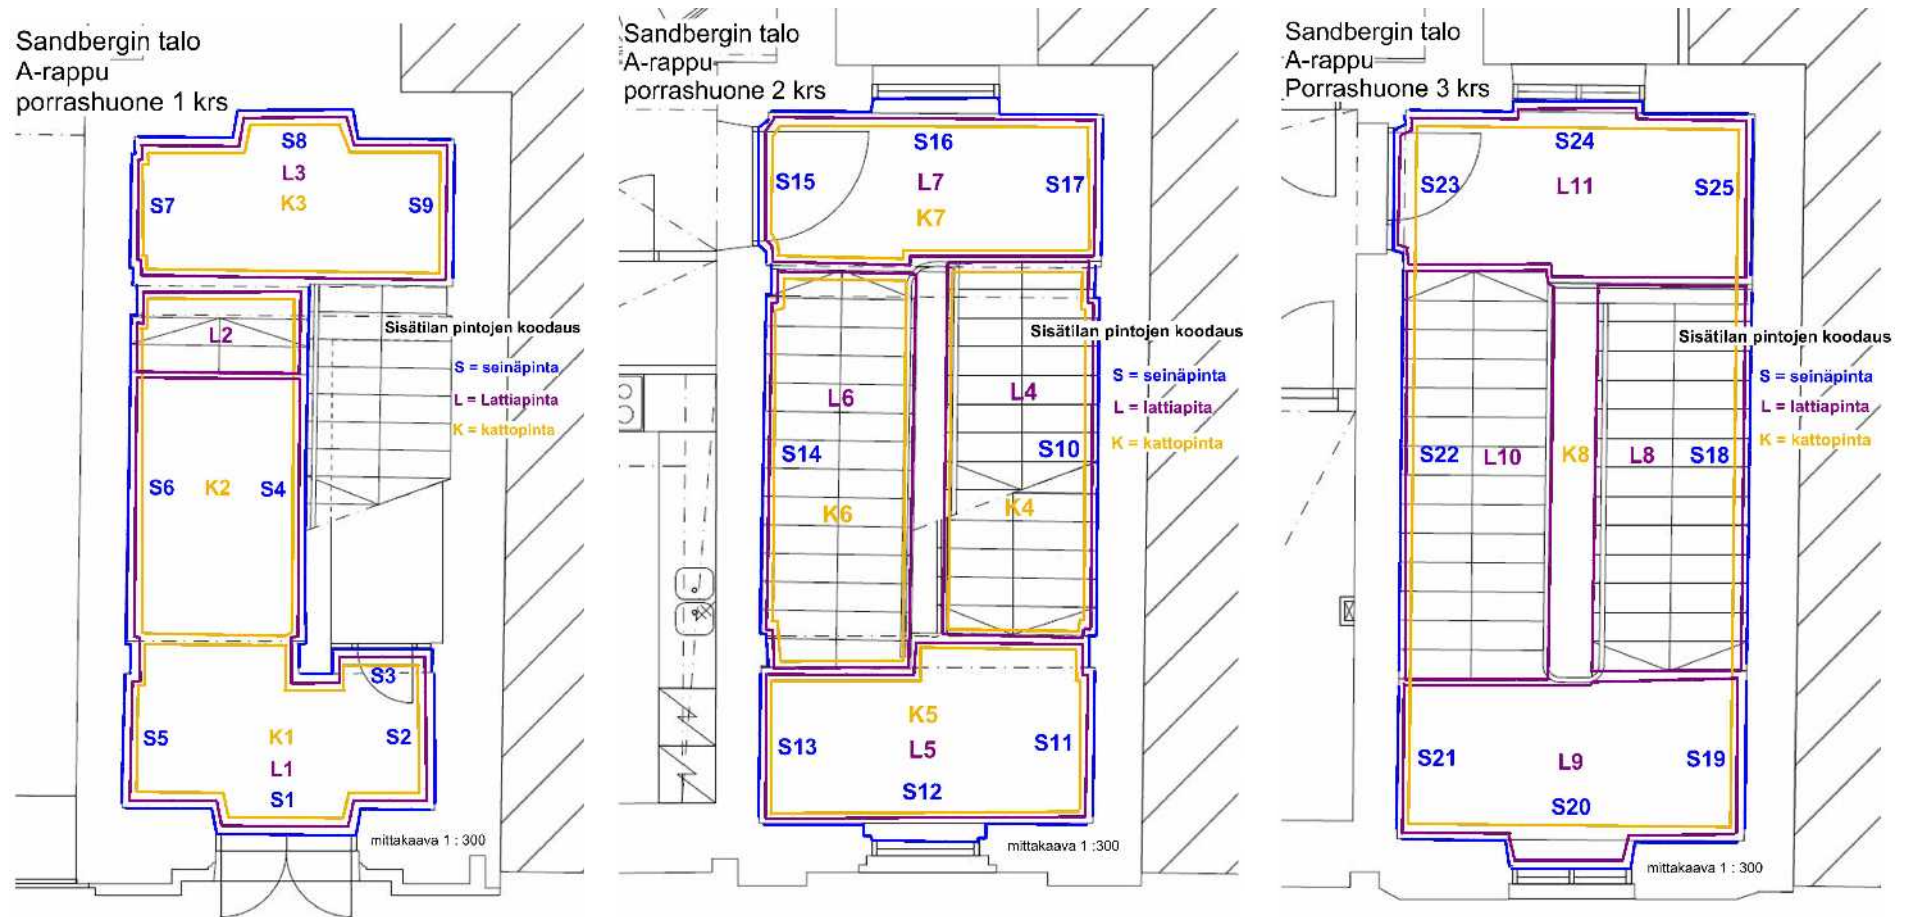 Sandbergin talo
A-rappu
porrashuone 1 krs
S8
L3
S7
K3
S9
L2
Sisätilan pintojen koodaus
S = seinäpinta
L = Lattiapinta
K = kattopinta
S6
K2
S4
S3
S5
K1
S2
L1
S1
mittakaava 1 : 300
Sandbergin talo
A-rappu
porrashuone 2 krs
S16
S15
L7
S17
K7
Sisätilan pintojen koodaus
S = seinäpinta
L6
L4
L = lattiapita
K = kattopinta
S14
S10
K6
K4
K5
S13
L5
S11
S12
mittakaava 1 :300
Sandbergin talo
A-rappu
Porrashuone 3 krs
S24
S23
L11
S25
Sisätilan pintojen koodaus
S = seinäpinta
L = lattiapinta
K = kattopinta
S22
L10
K8
L8
S18
S21
L9
S19
S20
mittakaava 1 : 300